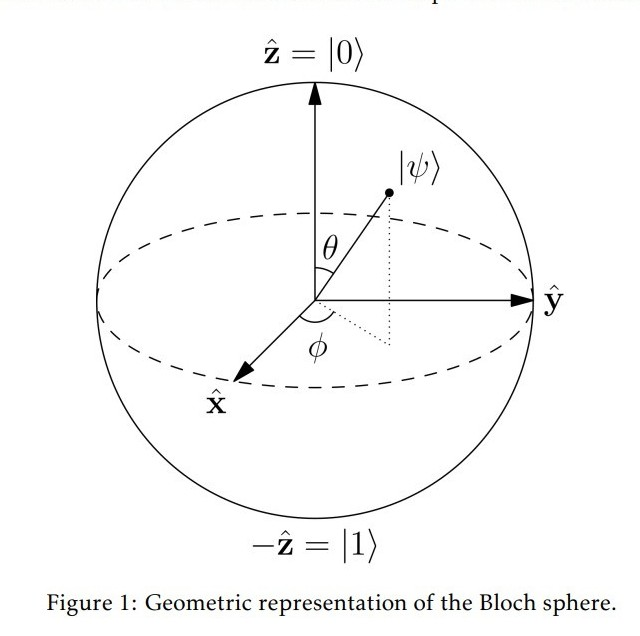 ẑ = |0⟩
|ψ⟩
θ
ŷ
ϕ
x̂
−ẑ = |1⟩
Figure 1: Geometric representation of the Bloch sphere.